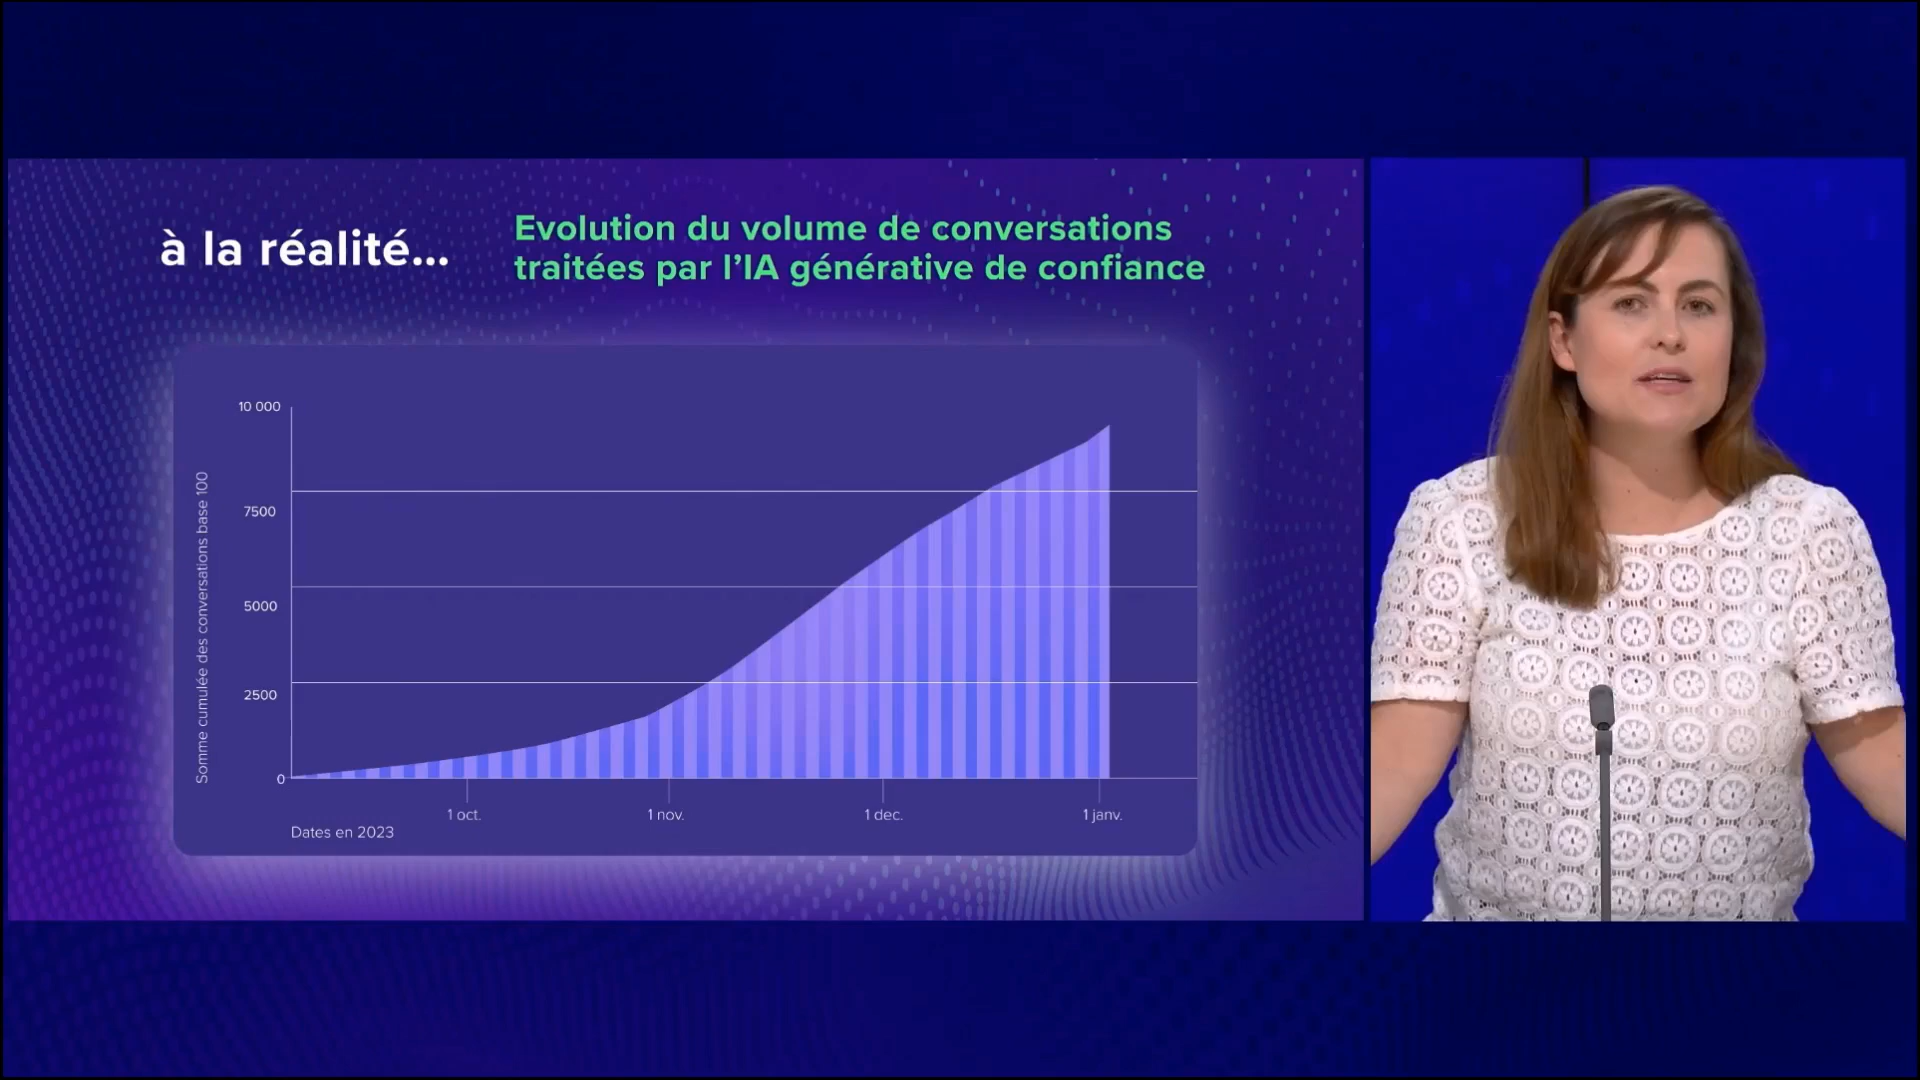 à la réalité...
Evolution du volume de conversations
traitées par l'IA générative de confiance
Somme cumulée des conversations base 100
10 000
7500
5000
2500
0
1 oct.
1 nov.
1 dec.
1 janv.
Dates en 2023